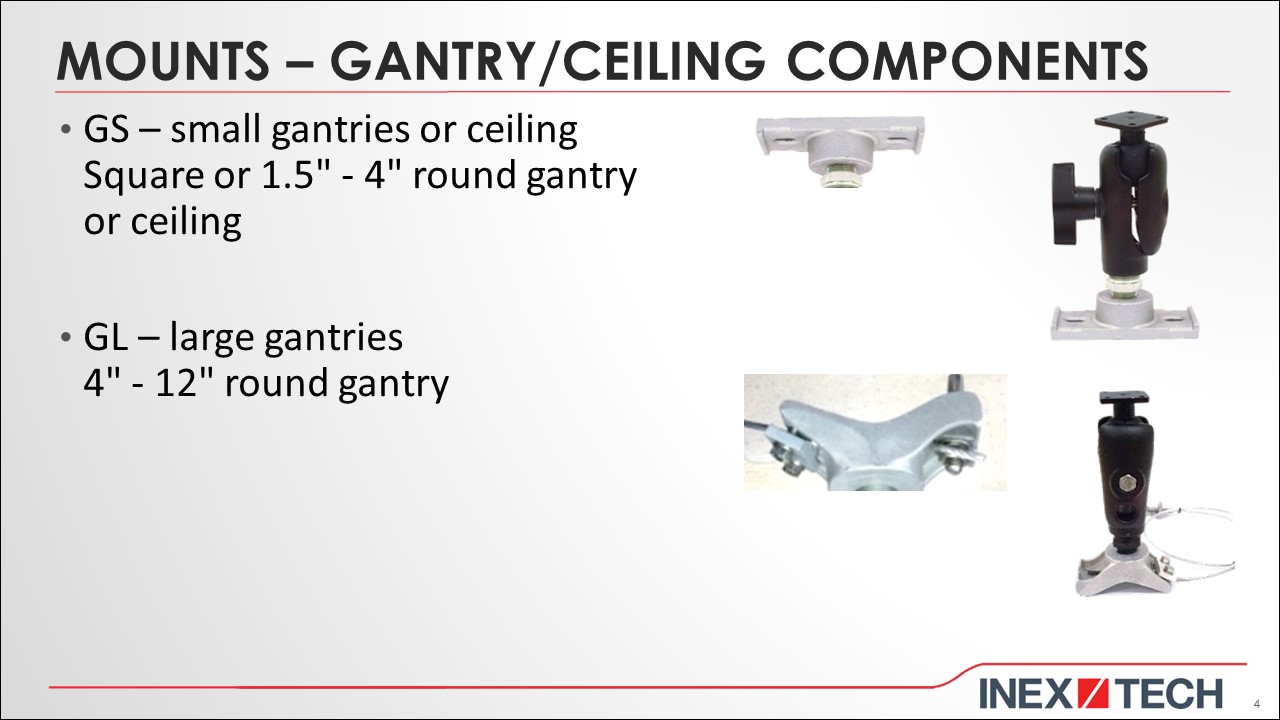 MOUNTS – GANTRY/CEILING COMPONENTS
• GS – small gantries or ceiling
Square or 1.5" - 4" round gantry
or ceiling
• GL – large gantries
4" - 12" round gantry
INEX TECH
4